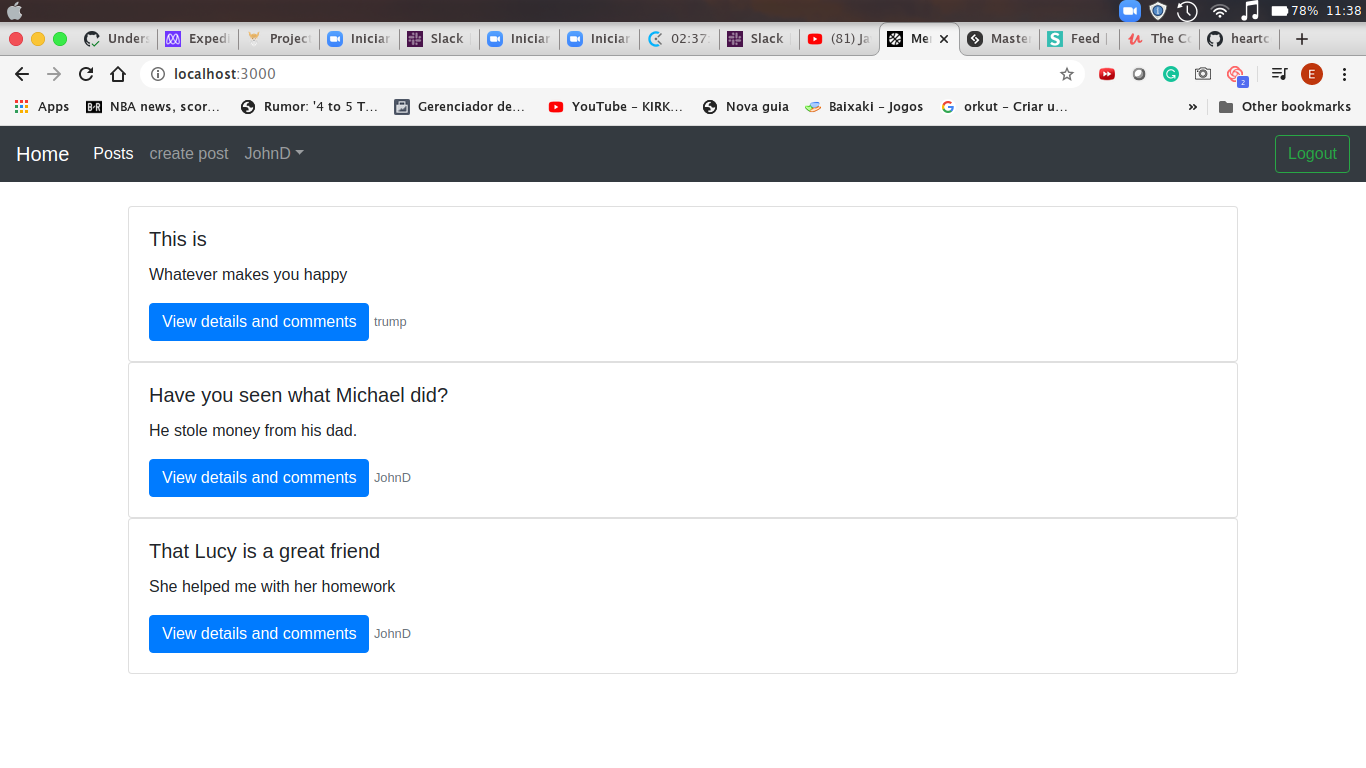 78% 11:38
Unders Exped Project Iniciar Slack Iniciar Iniciar 02:37: Slack (81) Ja Me Master Feed The Co heartc
localhost:3000 E 2
Apps B/R NBA news, scor... Rumor: '4 to 5 T... Gerenciador de... YouTube – KIRK... Nova guia Baixaki – Jogos orkut – Criar u... » Other bookmarks
Home Posts create post JohnD Logout
This is
Whatever makes you happy
View details and comments trump
Have you seen what Michael did?
He stole money from his dad.
View details and comments JohnD
That Lucy is a great friend
She helped me with her homework
View details and comments JohnD